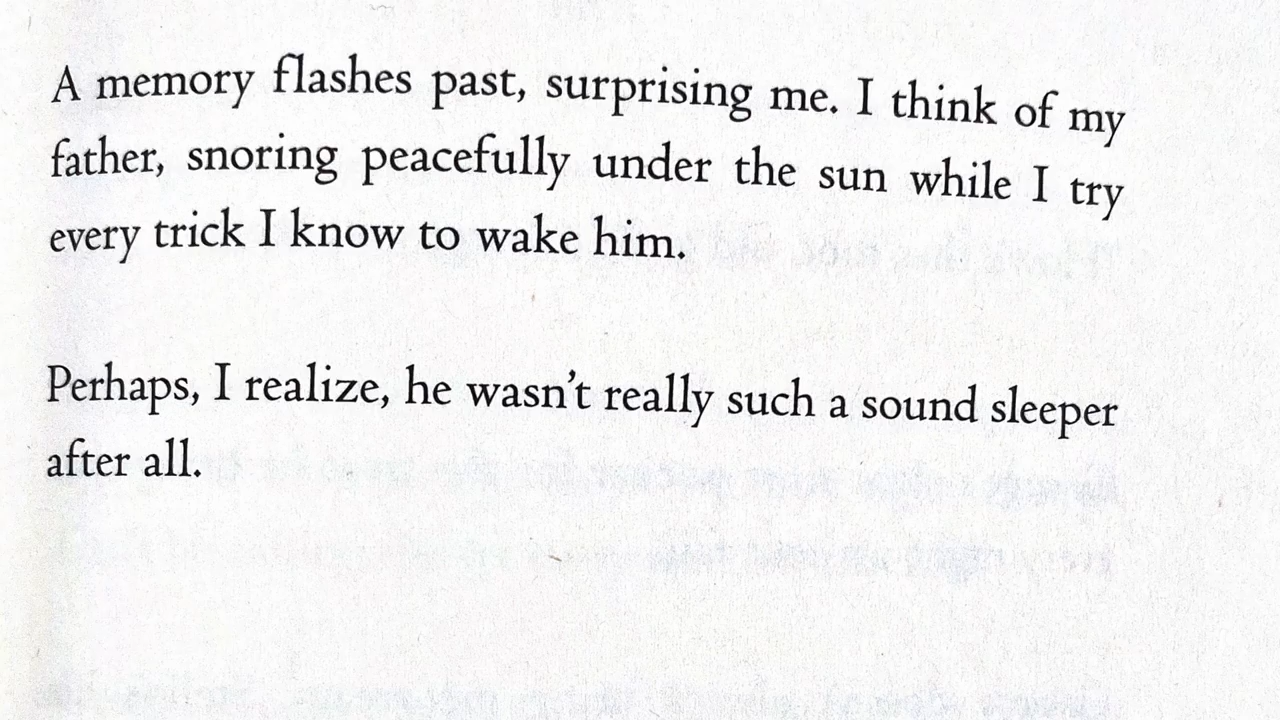 A memory flashes past, surprising me. I think of my
father, snoring peacefully under the sun while I try
every trick I know to wake him.
Perhaps, I realize, he wasn’t really such a sound sleeper
after all.